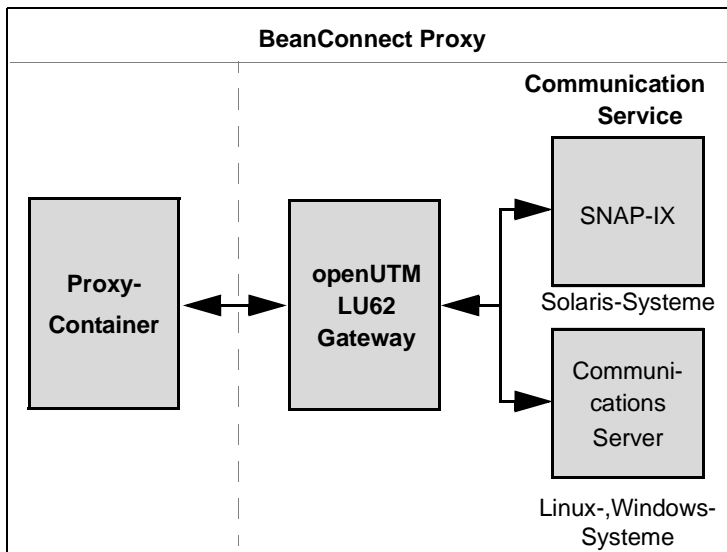 BeanConnect Proxy
Communication
Service
Proxy-
Container
openUTM
LU62
Gateway
SNAP-IX
Solaris-Systeme
Communi-
cations
Server
Linux-,Windows-
Systeme